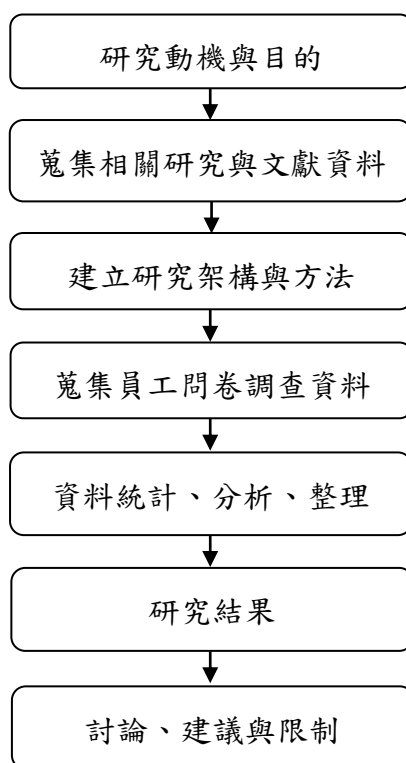 研究動機與目的
蒐集相關研究與文獻資料
建立研究架構與方法
蒐集員工問卷調查資料
資料統計、分析、整理
研究結果
討論、建議與限制